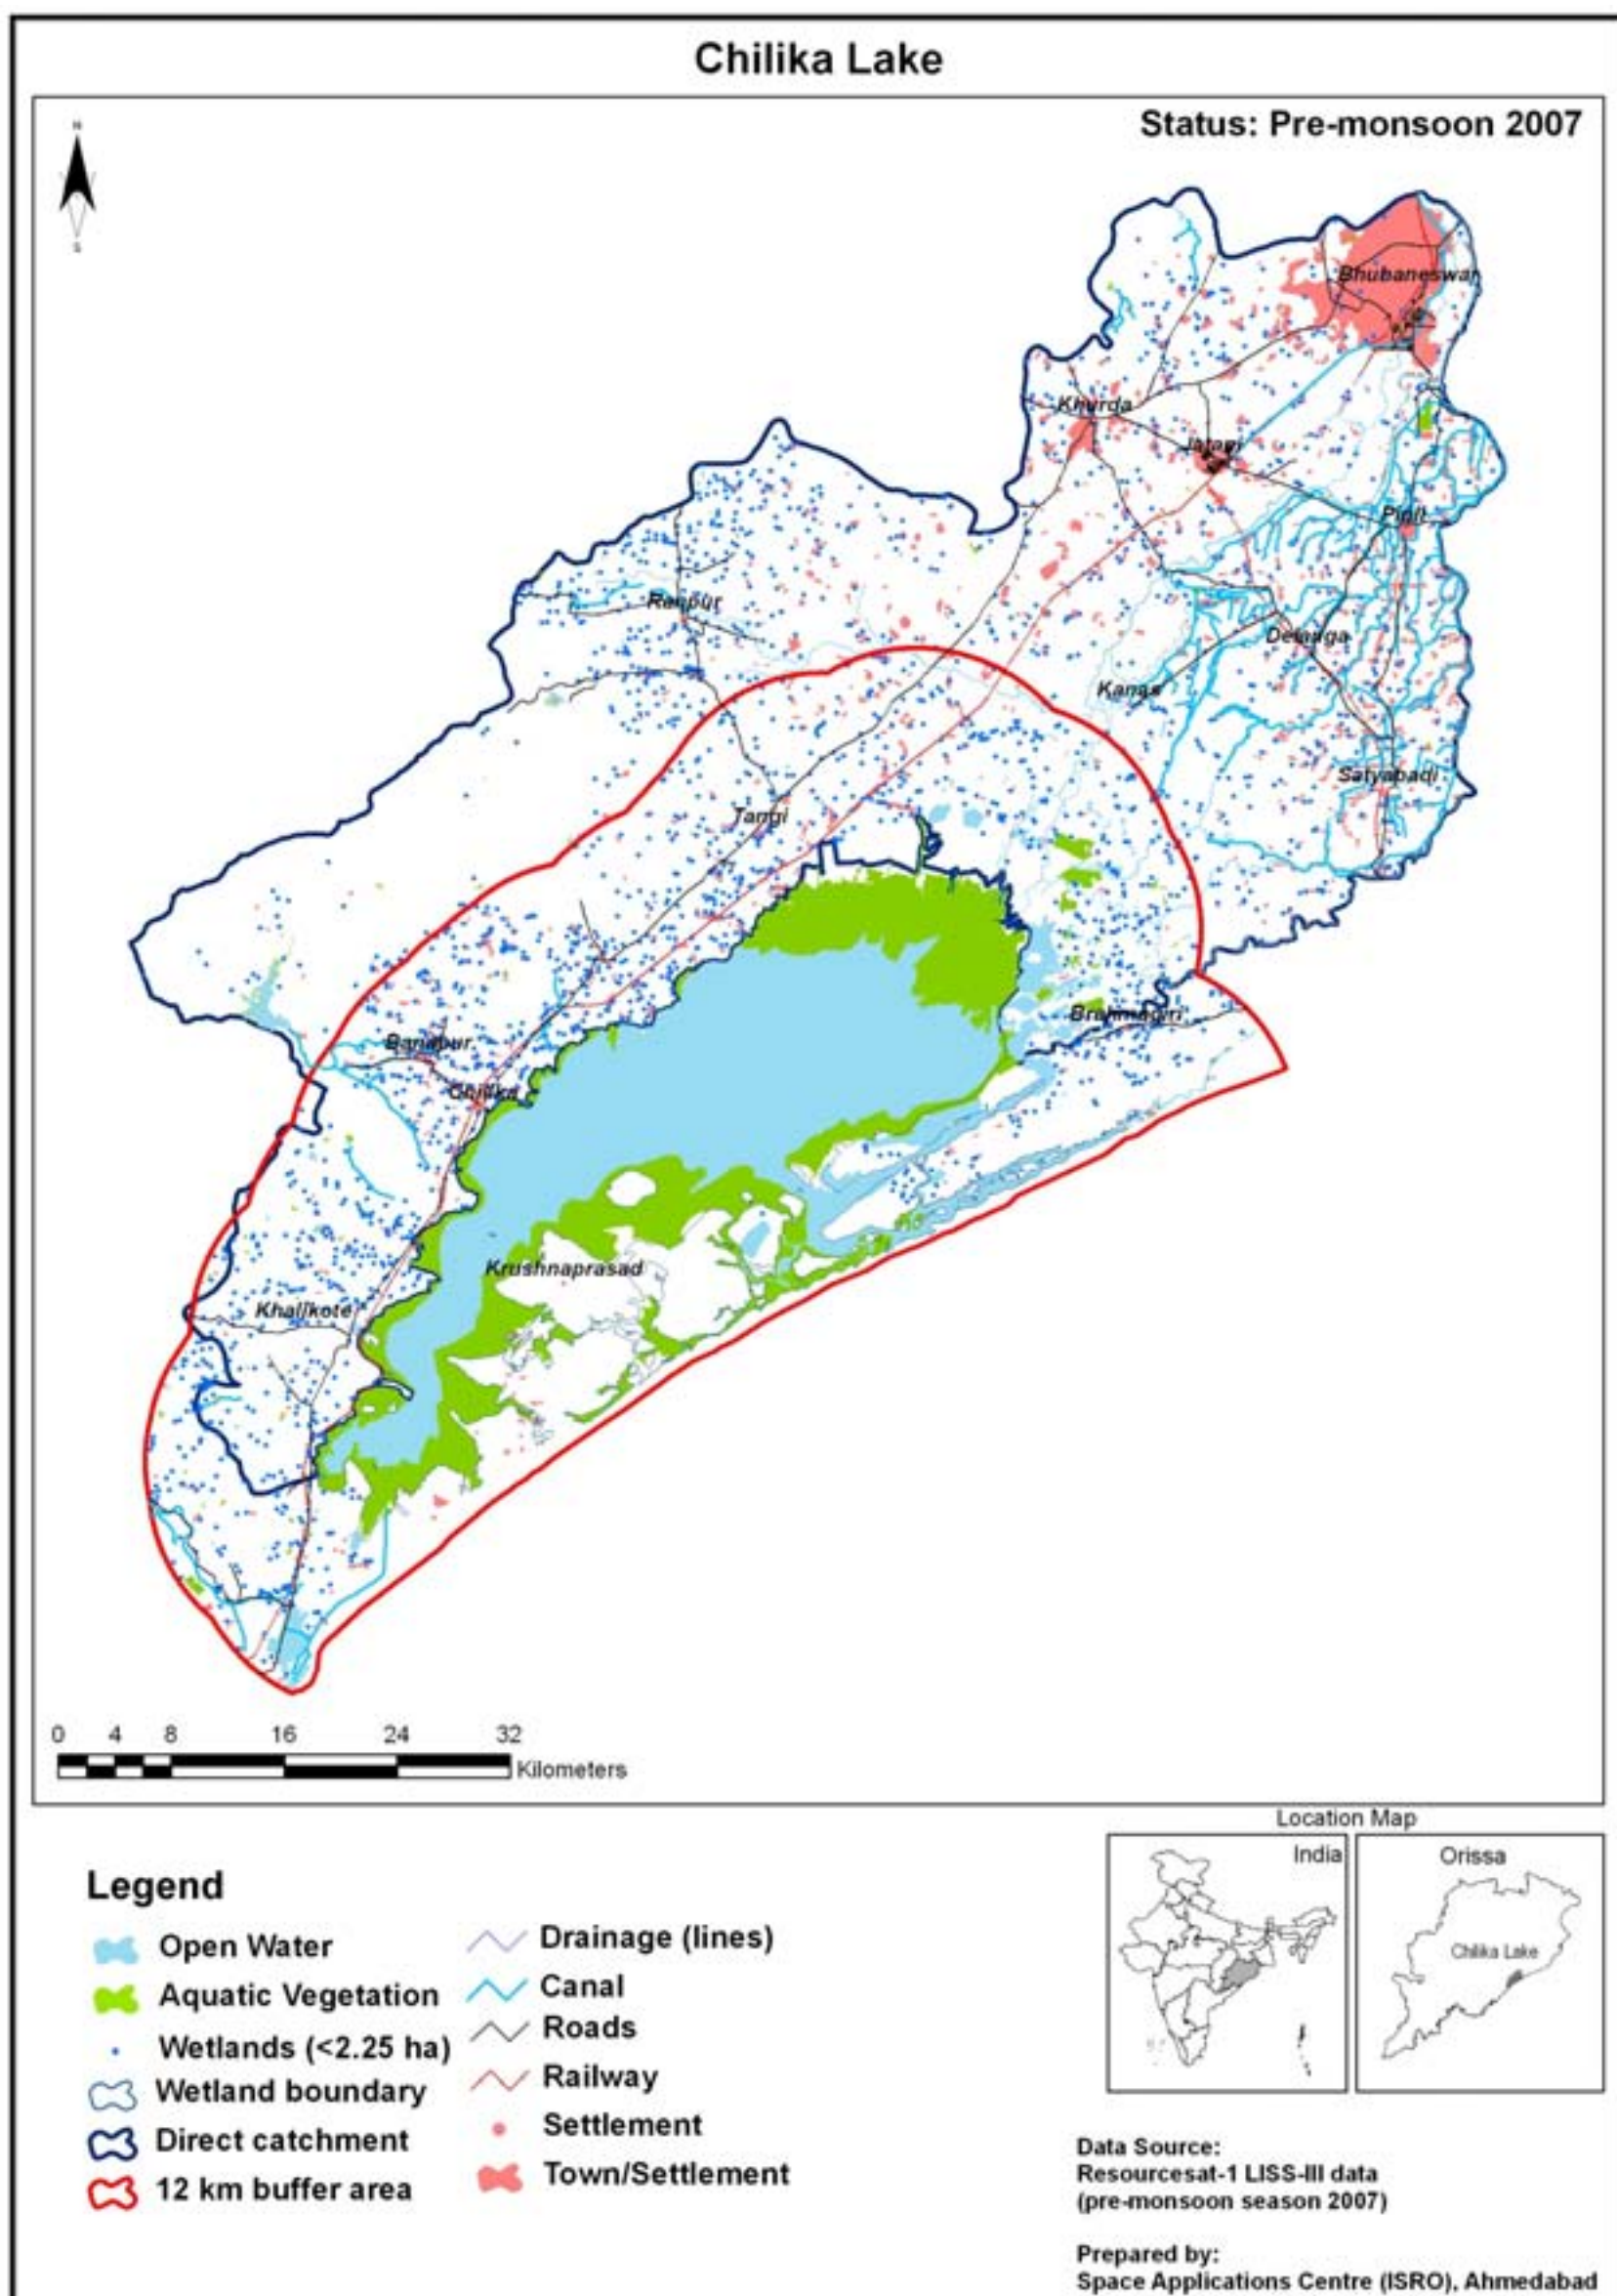 Chilika Lake
Status: Pre-monsoon 2007
N
S
Bhubaneswar
Khurda
Jatani
Pipli
Ranpur
Delanga
Kanas
Satyabadi
Tangi
Brahmagiri
Banapur
Chilika
Krushnaprasad
Khalikote
0 4 8 16 24 32
Kilometers
Location Map
India
Orissa
Chilika Lake
Legend
Open Water
Aquatic Vegetation
Wetlands (<2.25 ha)
Wetland boundary
Direct catchment
12 km buffer area
Drainage (lines)
Canal
Roads
Railway
Settlement
Town/Settlement
Data Source:
Resourcesat-1 LISS-III data
(pre-monsoon season 2007)
Prepared by:
Space Applications Centre (ISRO), Ahmedabad